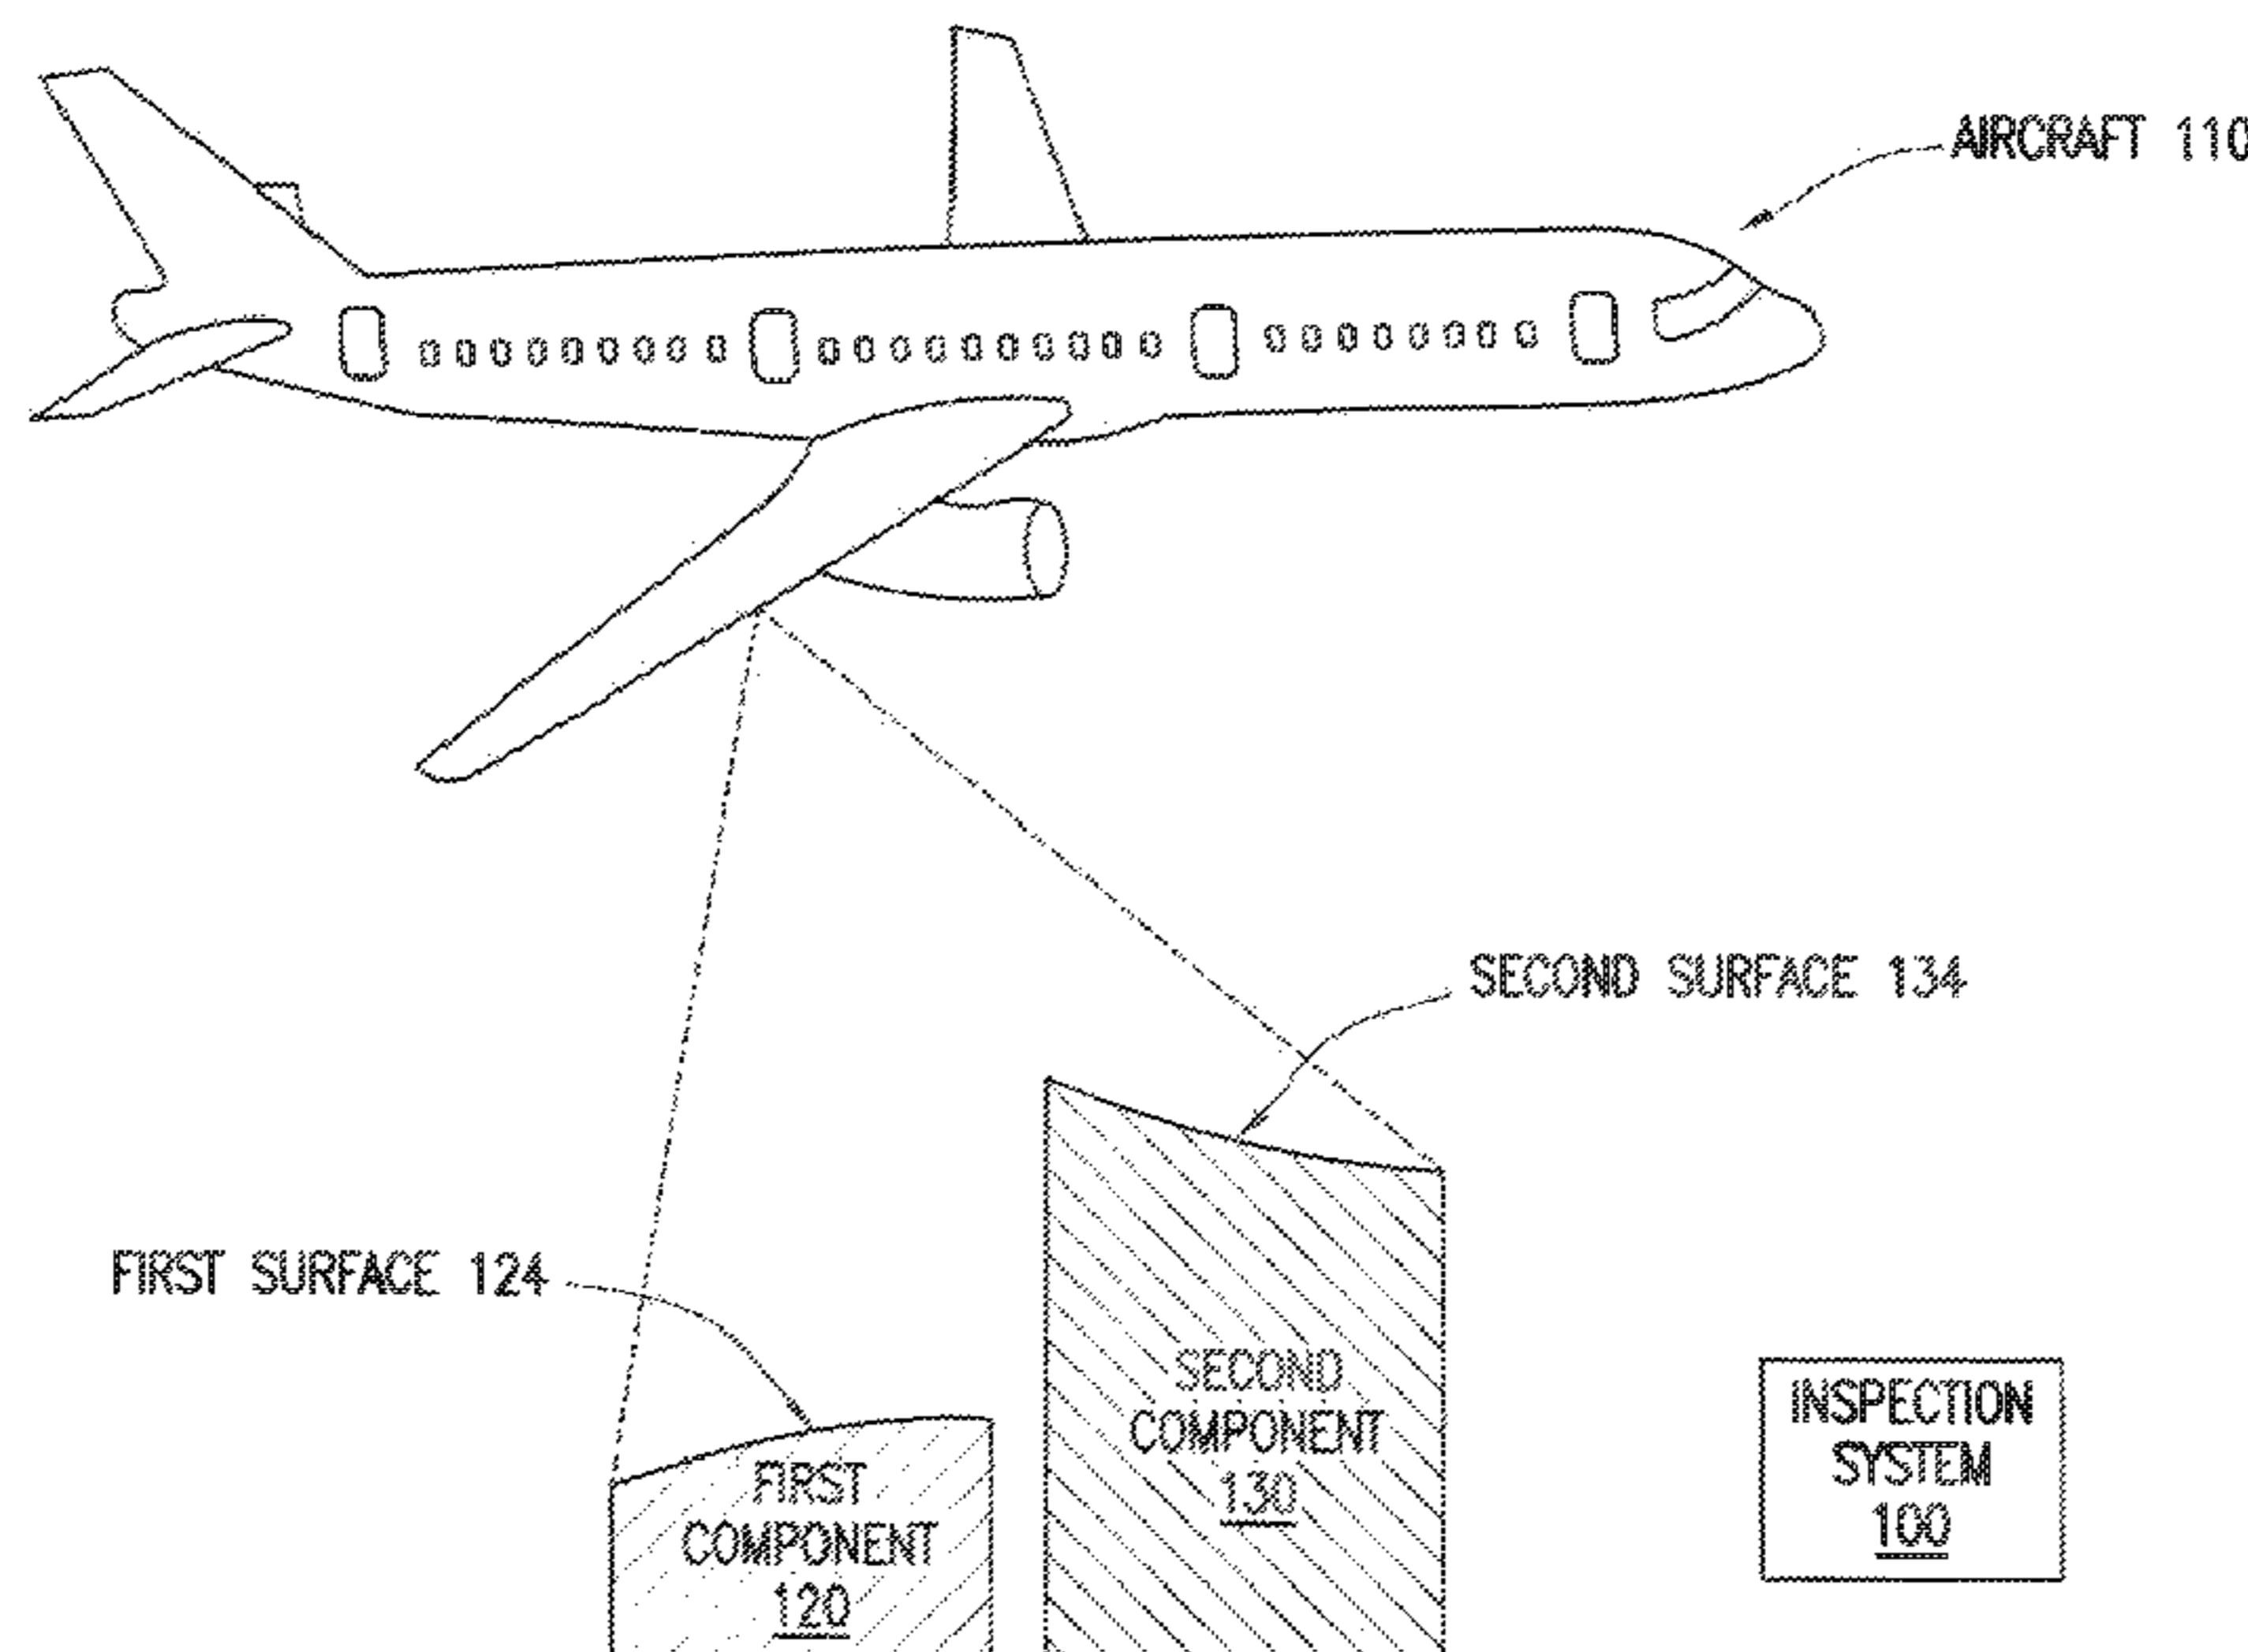 AIRCRAFT 110
SECOND SURFACE 134
FIRST SURFACE 124
SECOND
COMPONENT
130
INSPECTION
SYSTEM
100
FIRST
COMPONENT
120